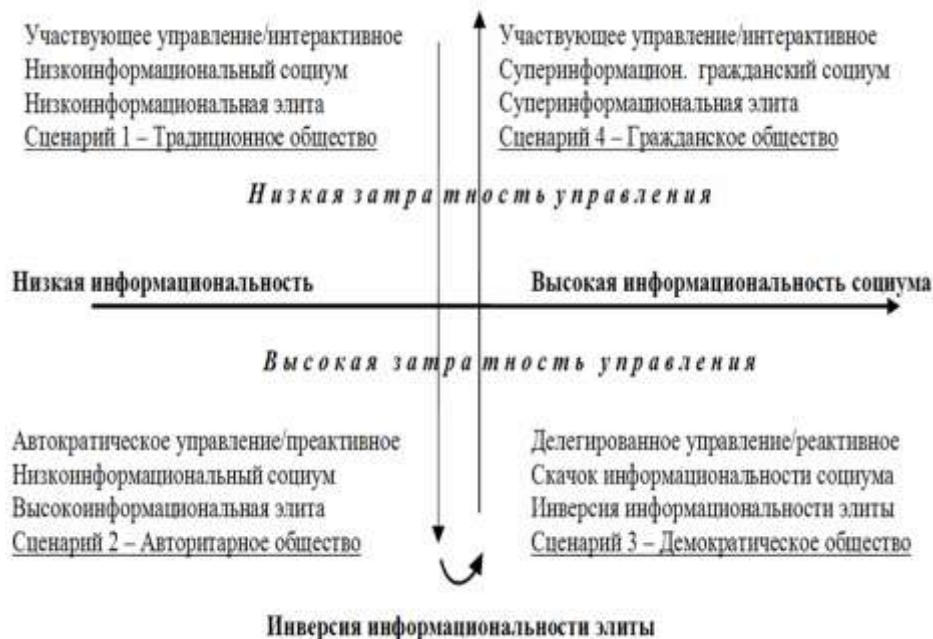 Участвующее управление/интерактивное
Низкоинформациональный социум
Низкоинформациональная элита
Сценарий 1 – Традиционное общество
Участвующее управление/интерактивное
Суперинформацион. гражданский социум
Суперинформациональная элита
Сценарий 4 – Гражданское общество
Низкая затратность управления
Низкая информациональность
Высокая информациональность социума
Высокая затратность управления
Автократическое управление/преактивное
Низкоинформациональный социум
Высокоинформациональная элита
Сценарий 2 – Авторитарное общество
Делегированное управление/реактивное
Скачок информациональности социума
Инверсия информациональности элиты
Сценарий 3 – Демократическое общество
Инверсия информациональности элиты